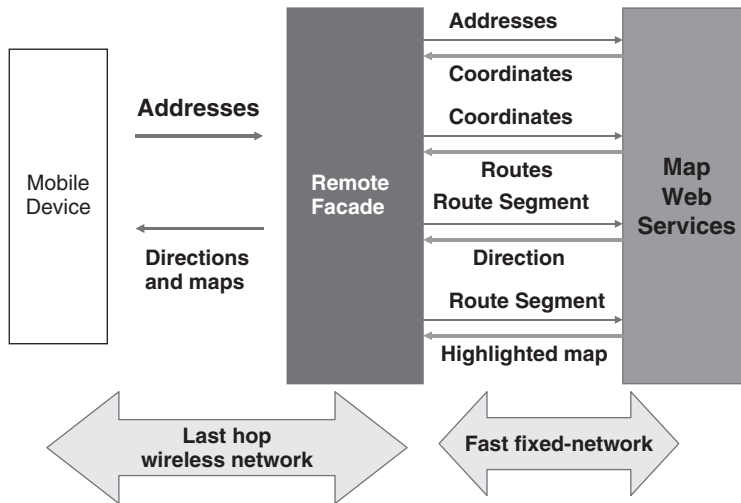 Mobile
Device
Addresses
Directions
and maps
Remote
Facade
Addresses
Coordinates
Coordinates
Routes
Route Segment
Direction
Route Segment
Highlighted map
Map
Web
Services
Last hop
wireless network
Fast fixed-network